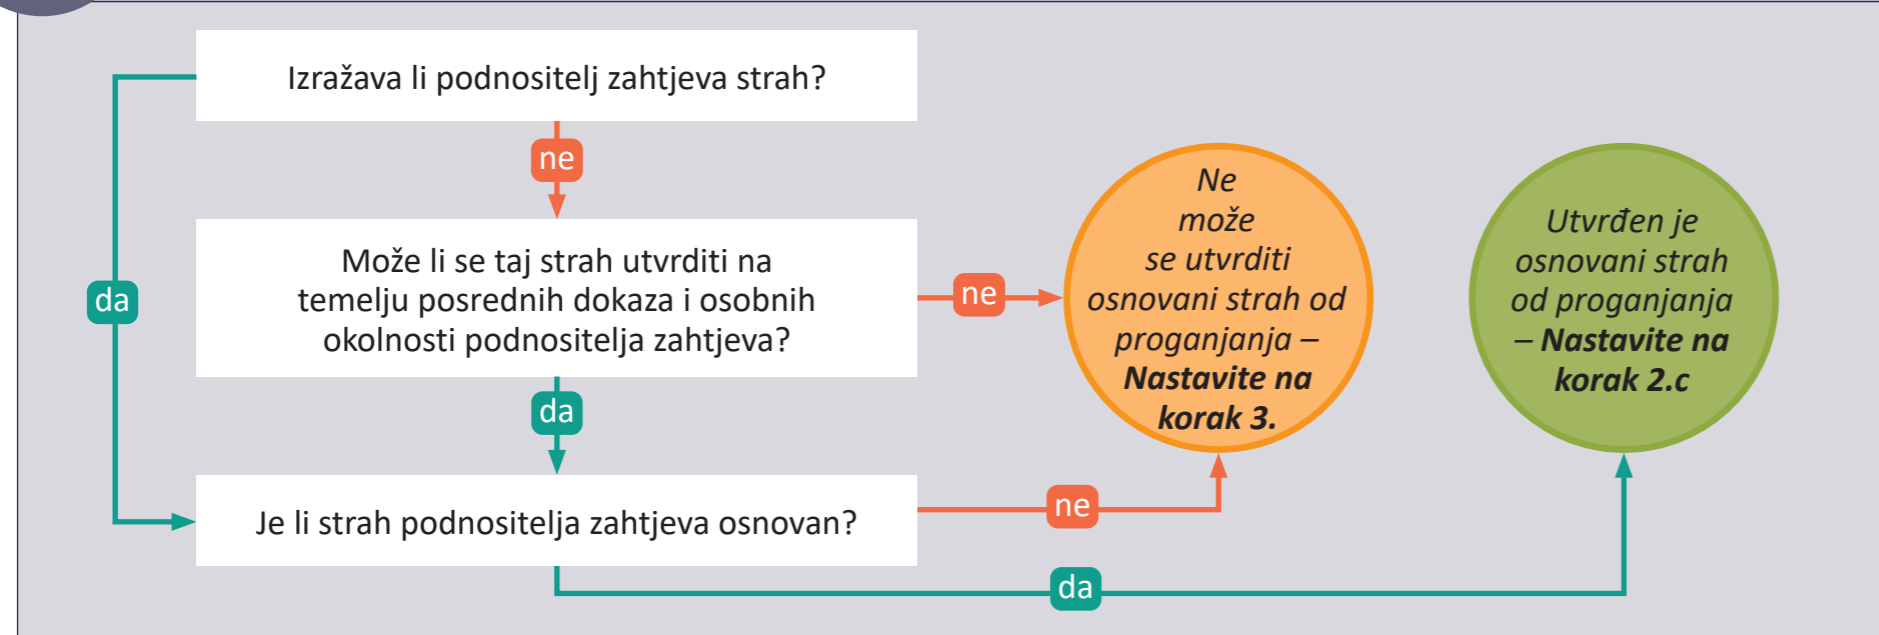 Izražava li podnositelj zahtjeva strah?
ne
da
Može li se taj strah utvrditi na
temelju posrednih dokaza i osobnih
okolnosti podnositelja zahtjeva?
ne
da
Je li strah podnositelja zahtjeva osnovan?
ne
da
Ne
može
se utvrditi
osnovani strah od
proganjanja –
Nastavite na
korak 3.
Utvrđen je
osnovani strah
od proganjanja
– Nastavite na
korak 2.c